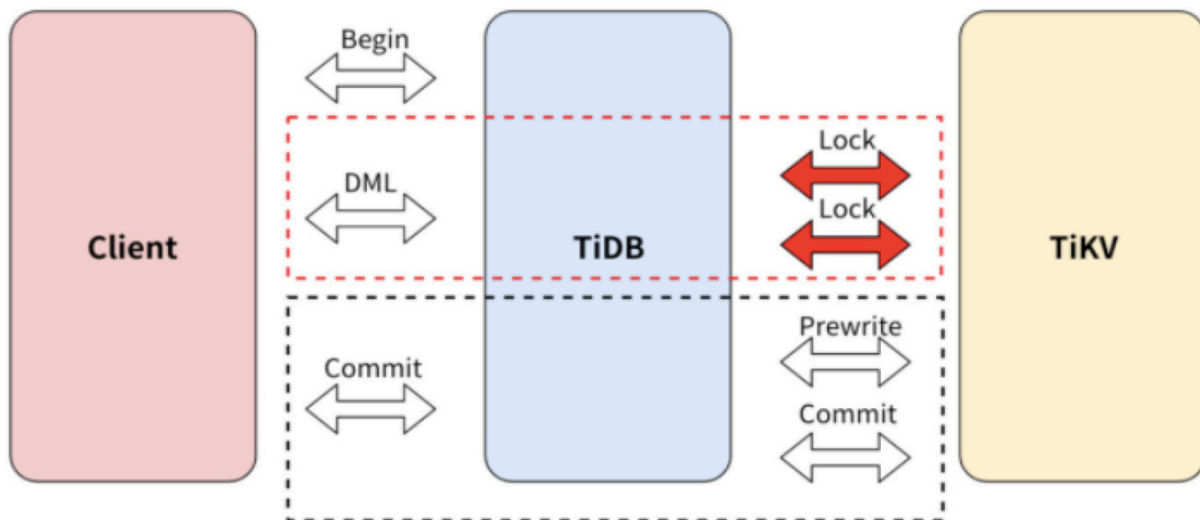 Begin
Lock
DML
Lock
Client
TiDB
TiKV
Prewrite
Commit
Commit